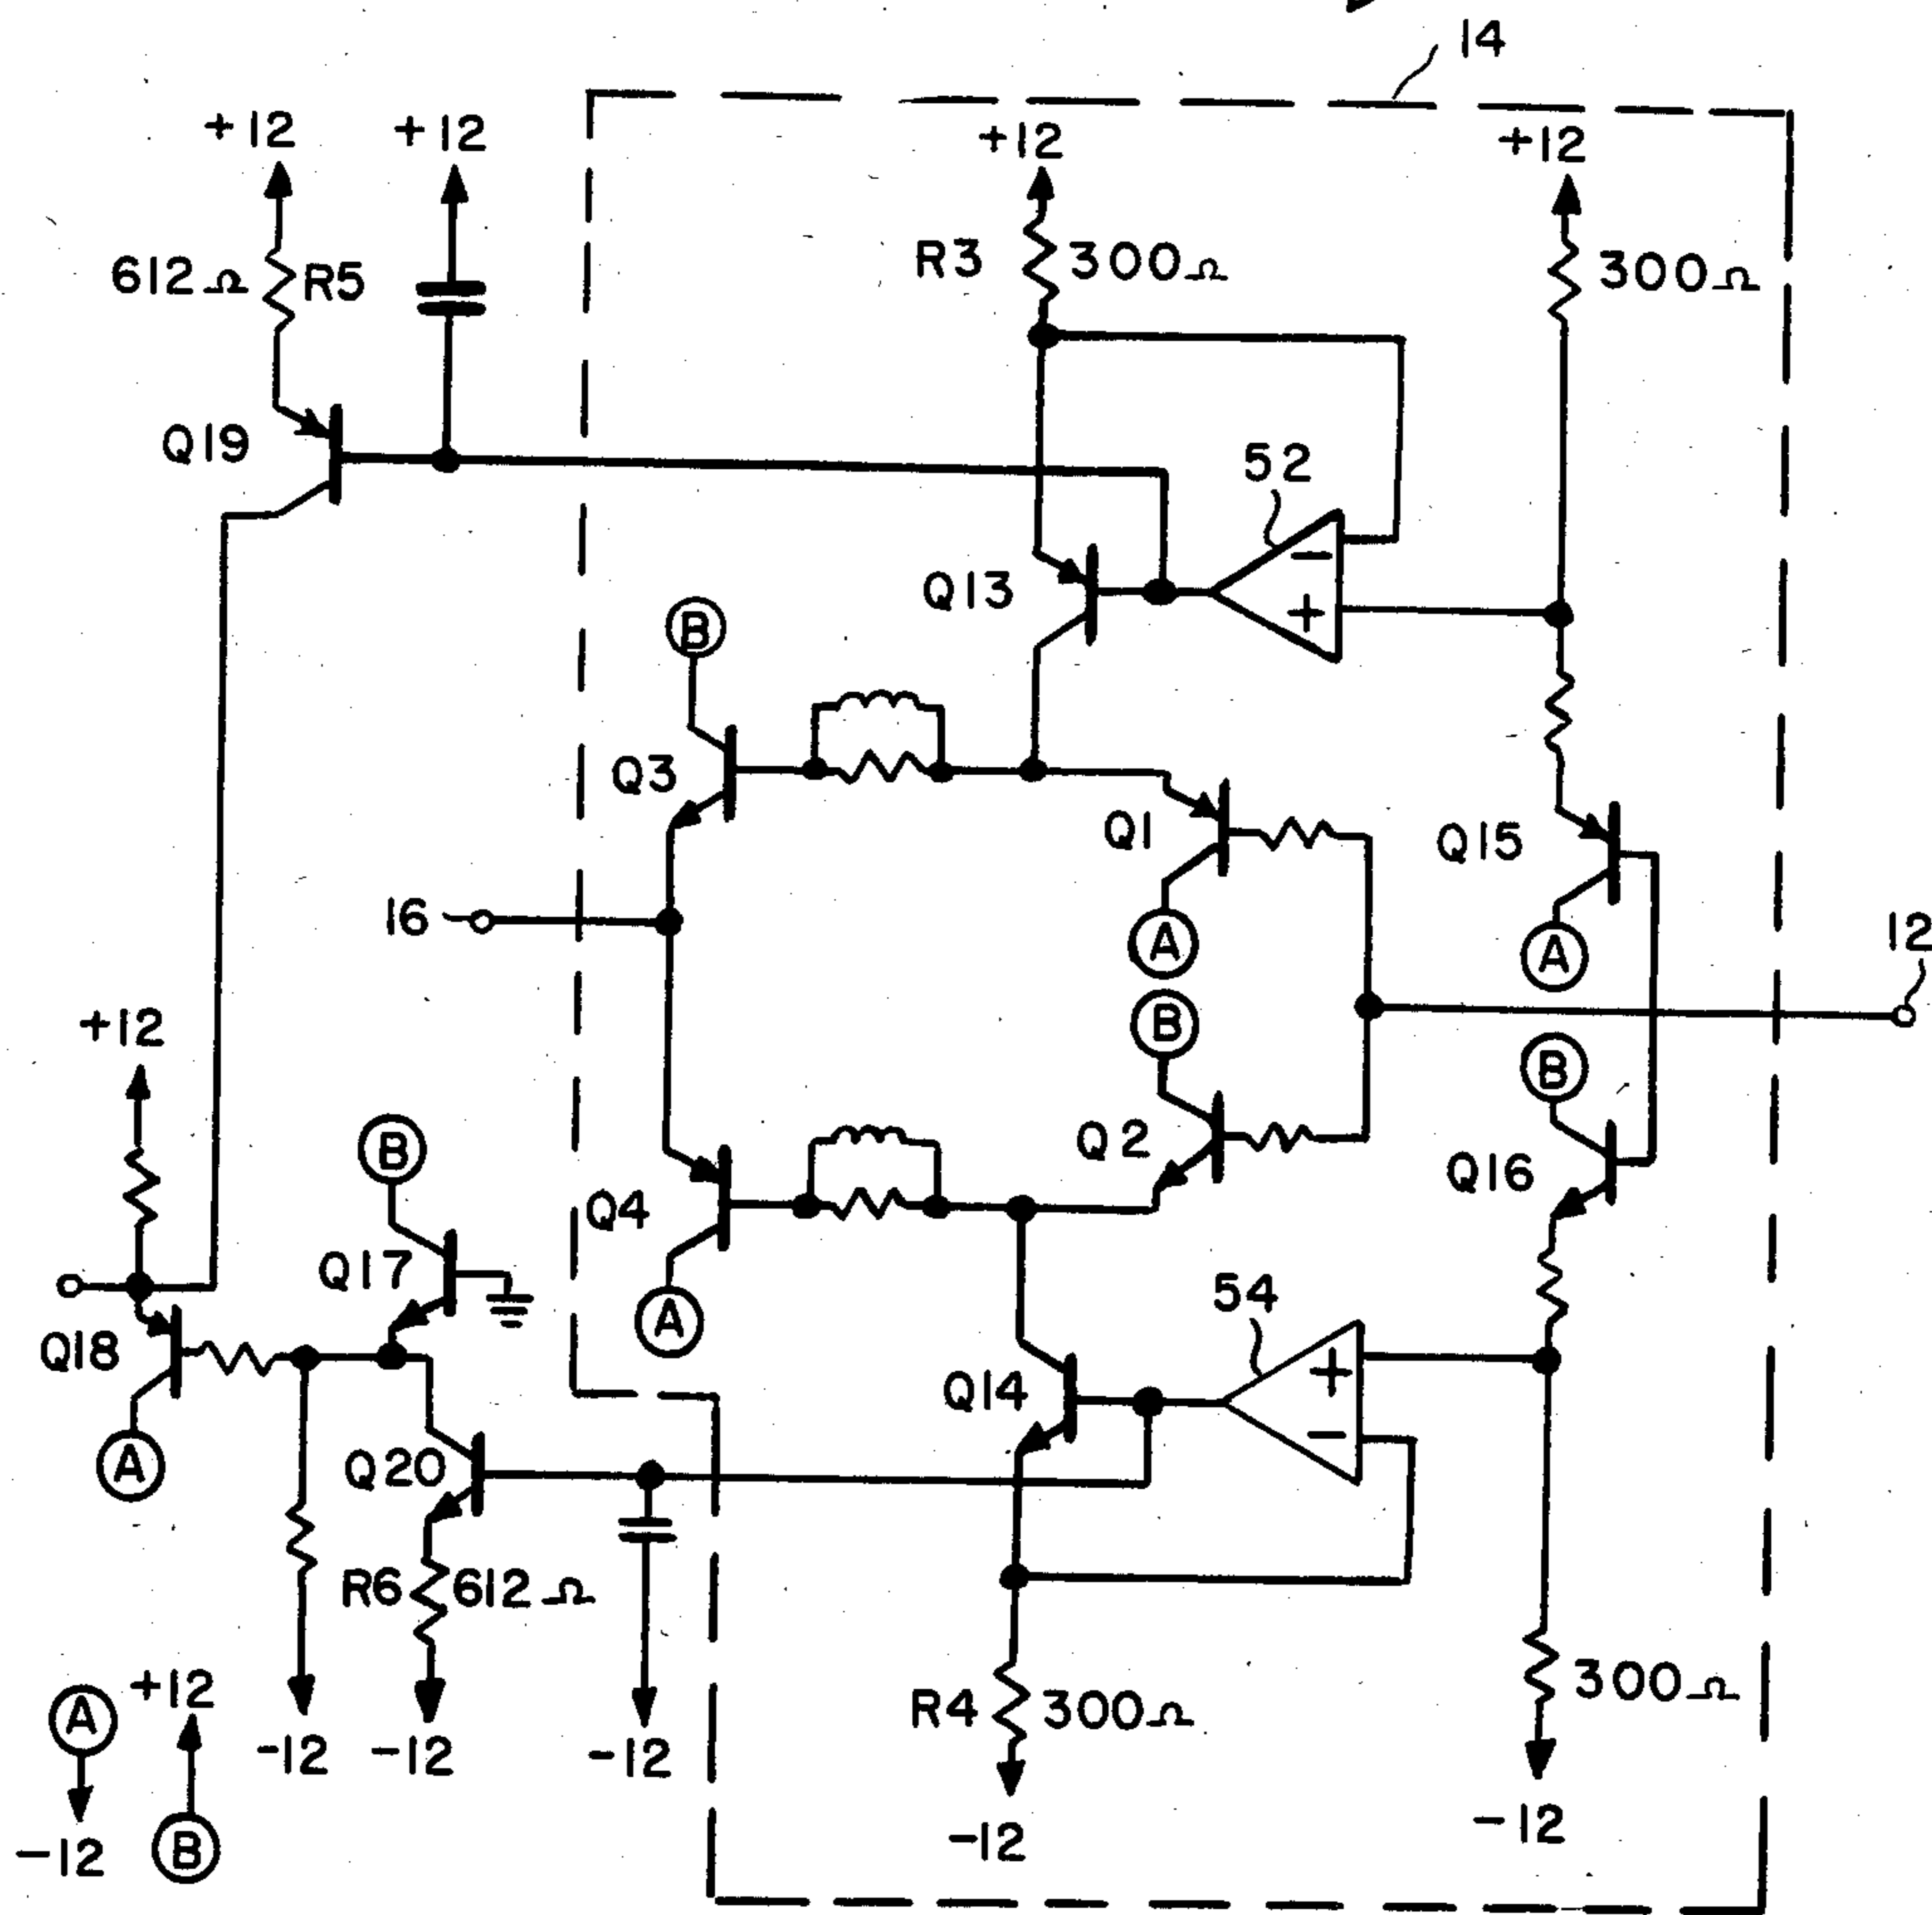 14
+12 +12 +12 +12
612Ω R5 R3 300Ω 300Ω
Q19 52
− +
Q13
B
Q3 Q1 Q15
16 A A 12
B B
+12
Q2 Q16
B Q4
Q17 A 54
+ −
Q18 Q14
A Q20
R6 612Ω
A +12 -12 -12 -12 R4 300Ω 300Ω
-12 B -12 -12